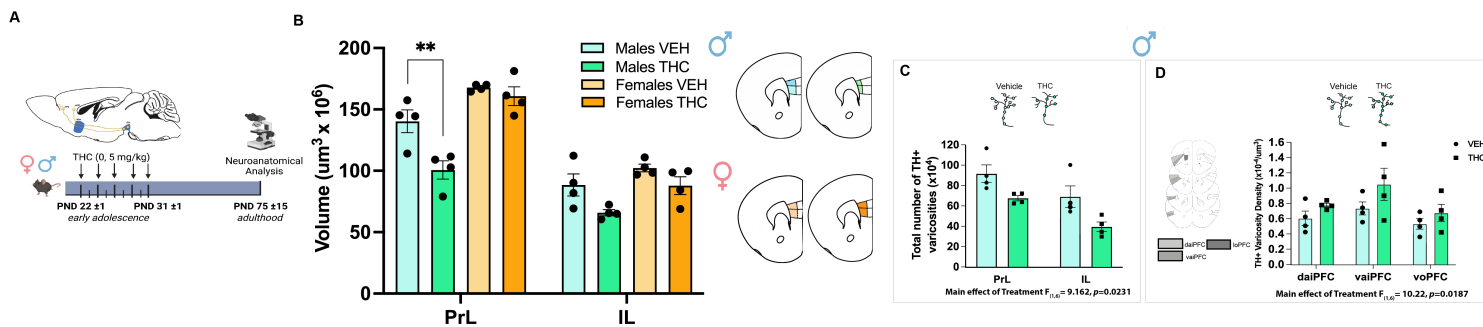 A
THC (0, 5 mg/kg)
PND 22 ±1
PND 31 ±1
early adolescence
Neuroanatomical
Analysis
PND 75 ±15
adulthood
B
Volume (um³ x 10⁶)
200
150
100
50
0
**
Males VEH
Males THC
Females VEH
Females THC
PrL
IL
C
Vehicle
THC
Total number of TH+
varicosities (x10⁴)
120
100
80
60
40
20
0
PrL
IL
Main effect of Treatment F(1,6) = 9.162, p=0.0231
D
Vehicle
THC
daiPFC
loPFC
vaiPFC
TH+ Varicosity Density (x10⁻⁴/um³)
1.6
1.4
1.2
1.0
0.8
0.6
0.4
0.2
0.0
VEH
THC
daiPFC
vaiPFC
voPFC
Main effect of Treatment F(1,6) = 10.22, p=0.0187